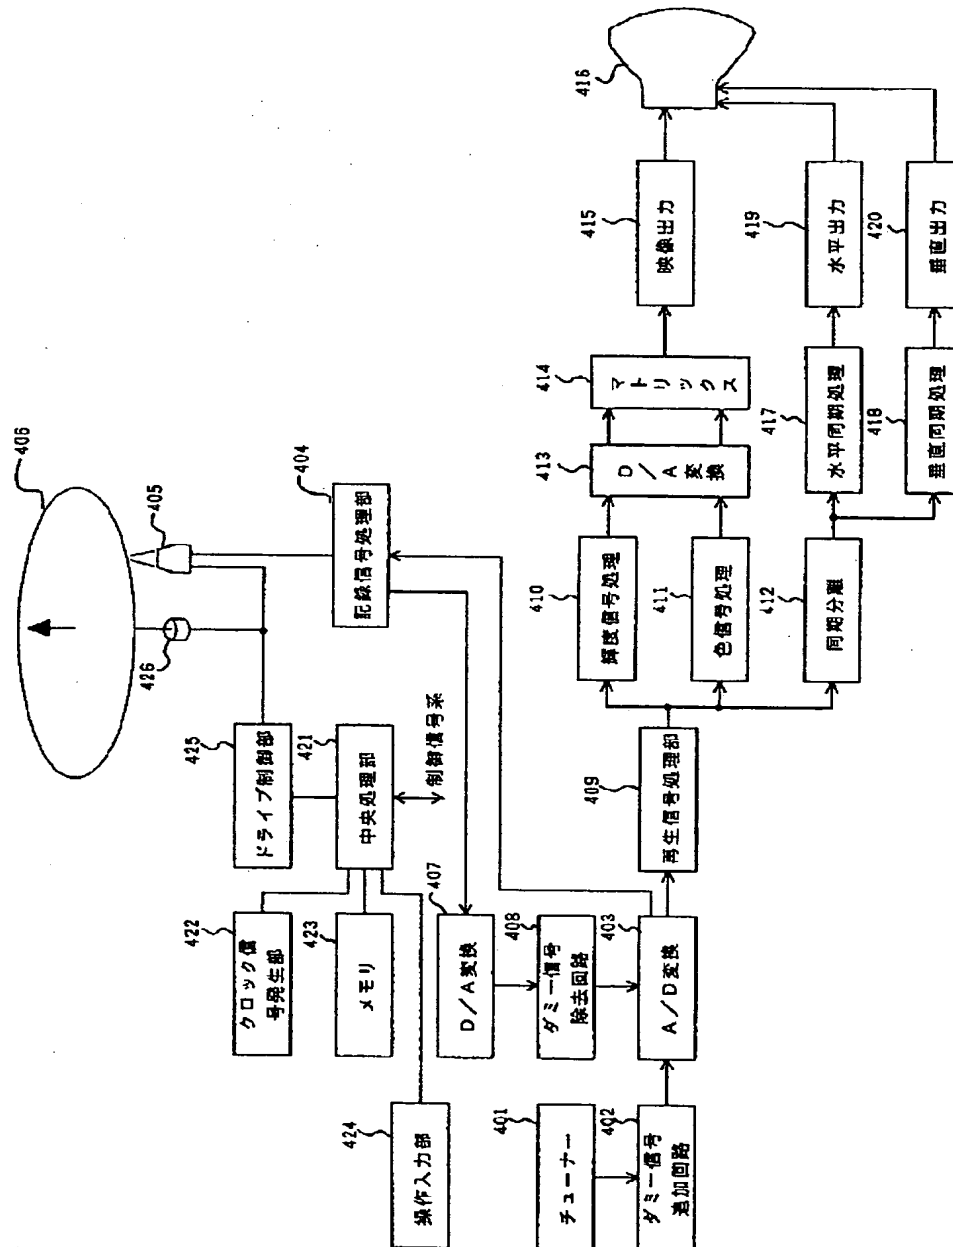 406
405
426
404
記録信号処理部
425
ドライブ制御部
421
中央処理部
制御信号系
422
クロック信
号発生部
423
メモリ
424
操作入力部
407
D/A変換
408
ダミー信号
除去回路
403
A/D変換
401
チューナー
402
ダミー信号
追加回路
409
再生信号処理部
410
輝度信号処理
411
色信号処理
412
同期分離
413
D/A変換
414
マトリックス
415
映像出力
416
417
水平同期処理
418
垂直同期処理
419
水平出力
420
垂直出力